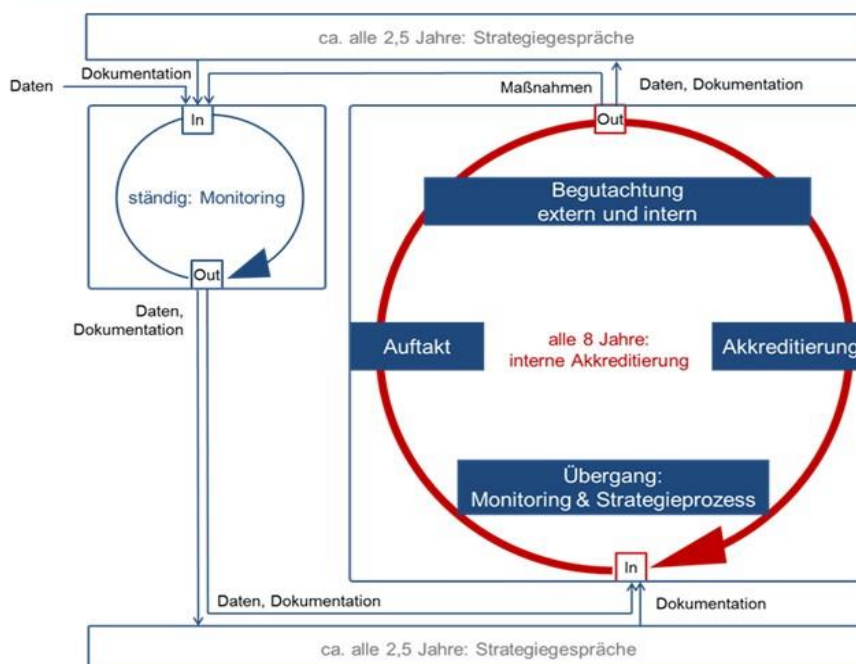 ca. alle 2,5 Jahre: Strategiegespräche
Dokumentation
Daten
Maßnahmen
Daten, Dokumentation
In
Out
ständig: Monitoring
Begutachtung
extern und intern
Out
Daten,
Dokumentation
Auftakt
alle 8 Jahre:
interne Akkreditierung
Akkreditierung
Übergang:
Monitoring & Strategieprozess
In
Daten, Dokumentation
Dokumentation
ca. alle 2,5 Jahre: Strategiegespräche